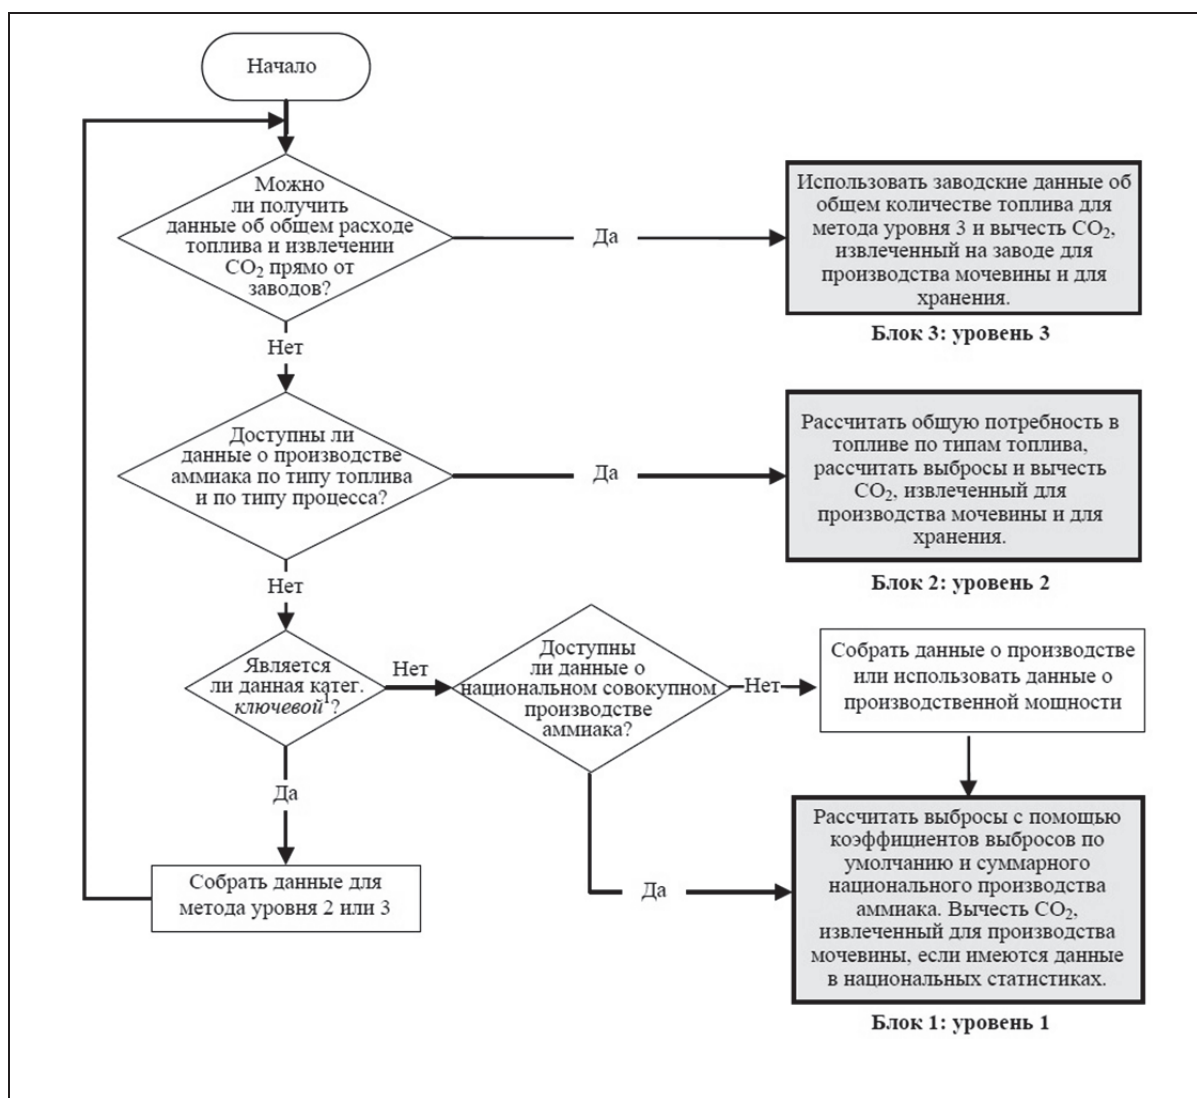 Начало
Можно
ли получить
данные об общем расходе
топлива и извлечении
CO₂ прямо от
заводов?
Да
Использовать заводские данные об
общем количестве топлива для
метода уровня 3 и вычесть CO₂,
извлеченный на заводе для
производства мочевины и для
хранения.
Блок 3: уровень 3
Нет
Доступны ли
данные о производстве
аммиака по типу топлива
и по типу процесса?
Да
Рассчитать общую потребность в
топливе по типам топлива,
рассчитать выбросы и вычесть
CO₂, извлеченный для
производства мочевины и для
хранения.
Блок 2: уровень 2
Нет
Является
ли данная катег.
ключевой¹?
Нет
Доступны
ли данные о
национальном совокупном
производстве
аммиака?
Нет
Собрать данные о производстве
или использовать данные о
производственной мощности
Да
Собрать данные для
метода уровня 2 или 3
Да
Рассчитать выбросы с помощью
коэффициентов выбросов по
умолчанию и суммарного
национального производства
аммиака. Вычесть CO₂,
извлеченный для производства
мочевины, если имеются данные
в национальных статистиках.
Блок 1: уровень 1